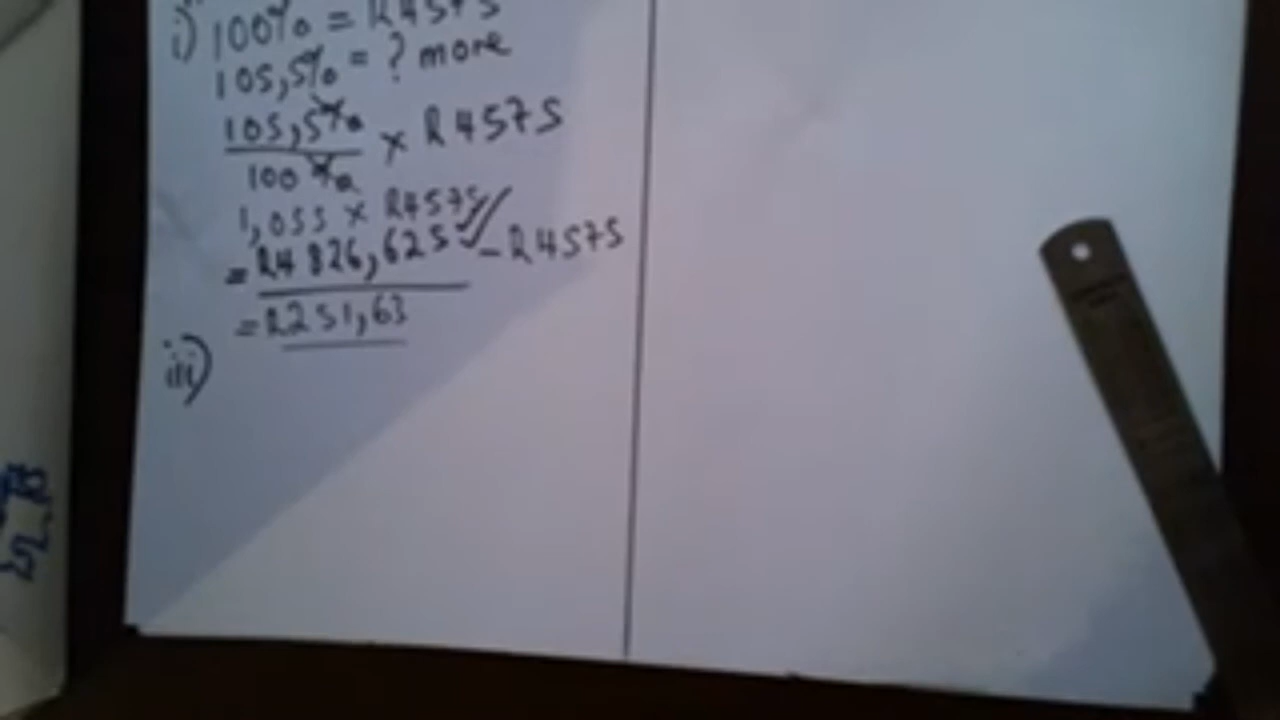 i) 100% = R4575
105,5% = ? more
105,5% / 100% × R4575
1,055 × R4575
= R4 826,625 - R4575
= R251,63
iii)